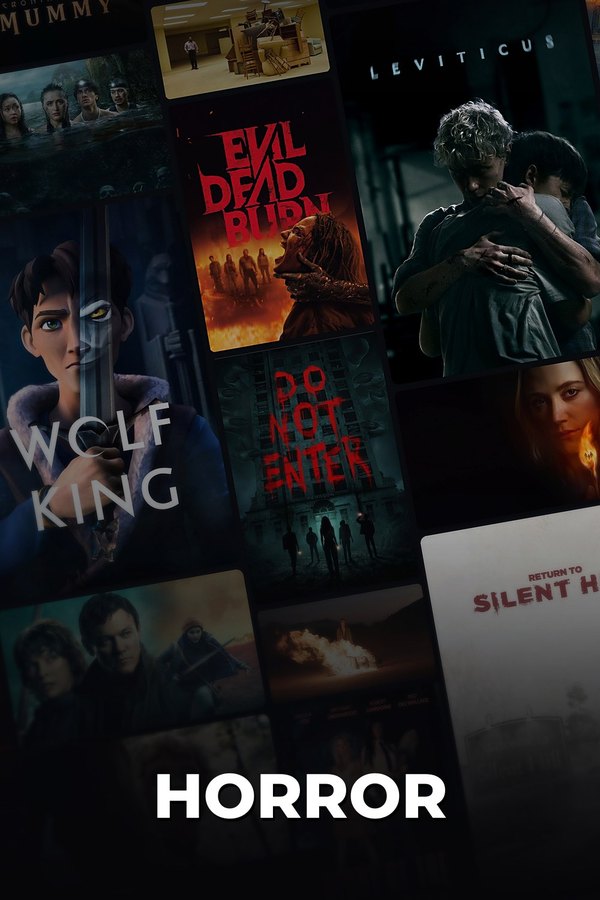 MUMMY
LEVITICUS
EVIL
DEAD
BURN
WOLF
KING
DO
NOT
ENTER
RETURN TO
SILENT H
HORROR